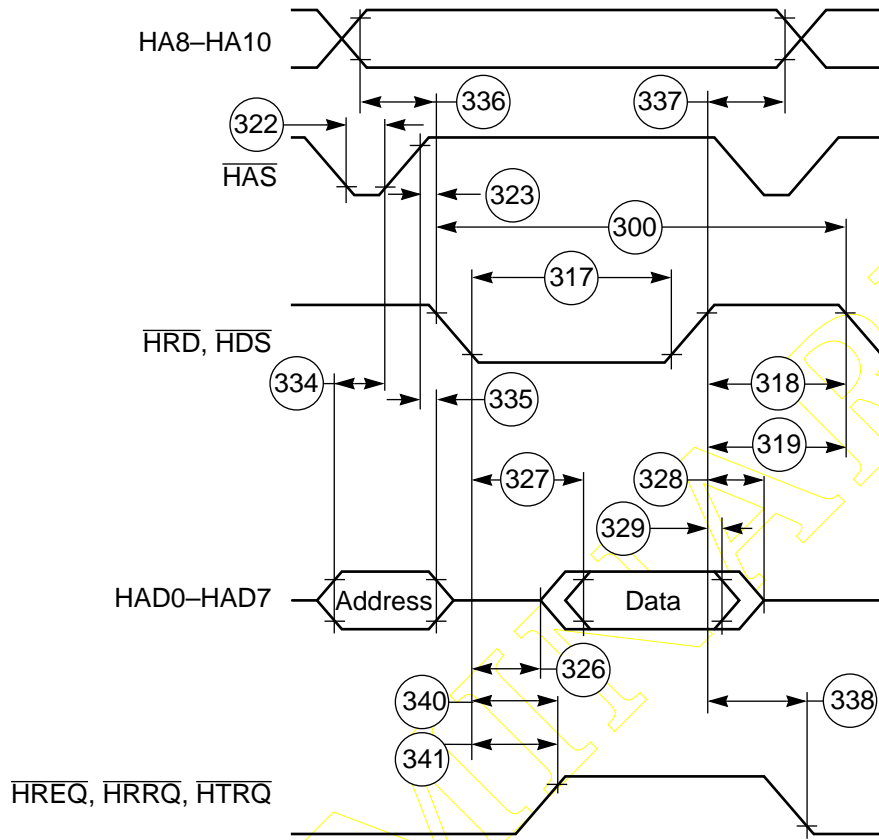 HA8–HA10
336
337
322
HAS
323
300
317
HRD, HDS
334
335
318
319
327
328
329
HAD0–HAD7
Address
Data
326
340
338
341
HREQ, HRRQ, HTRQ